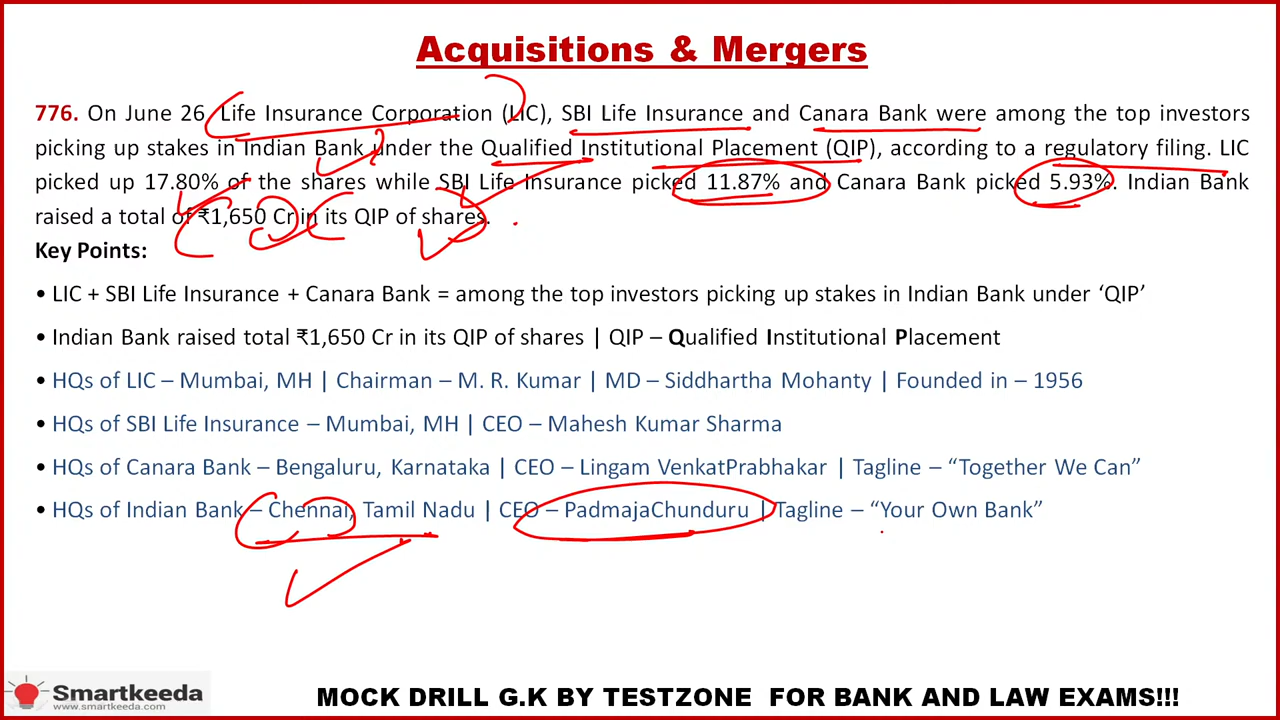 Acquisitions & Mergers
776. On June 26 Life Insurance Corporation (LIC), SBI Life Insurance and Canara Bank were among the top investors
picking up stakes in Indian Bank under the Qualified Institutional Placement (QIP), according to a regulatory filing. LIC
picked up 17.80% of the shares while SBI Life Insurance picked 11.87% and Canara Bank picked 5.93%. Indian Bank
raised a total of ₹1,650 Cr in its QIP of shares.
Key Points:
• LIC + SBI Life Insurance + Canara Bank = among the top investors picking up stakes in Indian Bank under ‘QIP’
• Indian Bank raised total ₹1,650 Cr in its QIP of shares | QIP – Qualified Institutional Placement
• HQs of LIC – Mumbai, MH | Chairman – M. R. Kumar | MD – Siddhartha Mohanty | Founded in – 1956
• HQs of SBI Life Insurance – Mumbai, MH | CEO – Mahesh Kumar Sharma
• HQs of Canara Bank – Bengaluru, Karnataka | CEO – Lingam VenkatPrabhakar | Tagline – “Together We Can”
• HQs of Indian Bank – Chennai, Tamil Nadu | CEO – PadmajaChunduru | Tagline – “Your Own Bank”
Smartkeeda
www.smartkeeda.com
MOCK DRILL G.K BY TESTZONE FOR BANK AND LAW EXAMS!!!